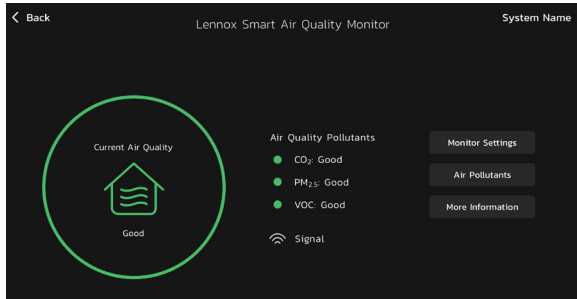 Back
Lennox Smart Air Quality Monitor
System Name
Current Air Quality
Good
Air Quality Pollutants
CO₂: Good
PM₂.₅: Good
VOC: Good
Signal
Monitor Settings
Air Pollutants
More Information